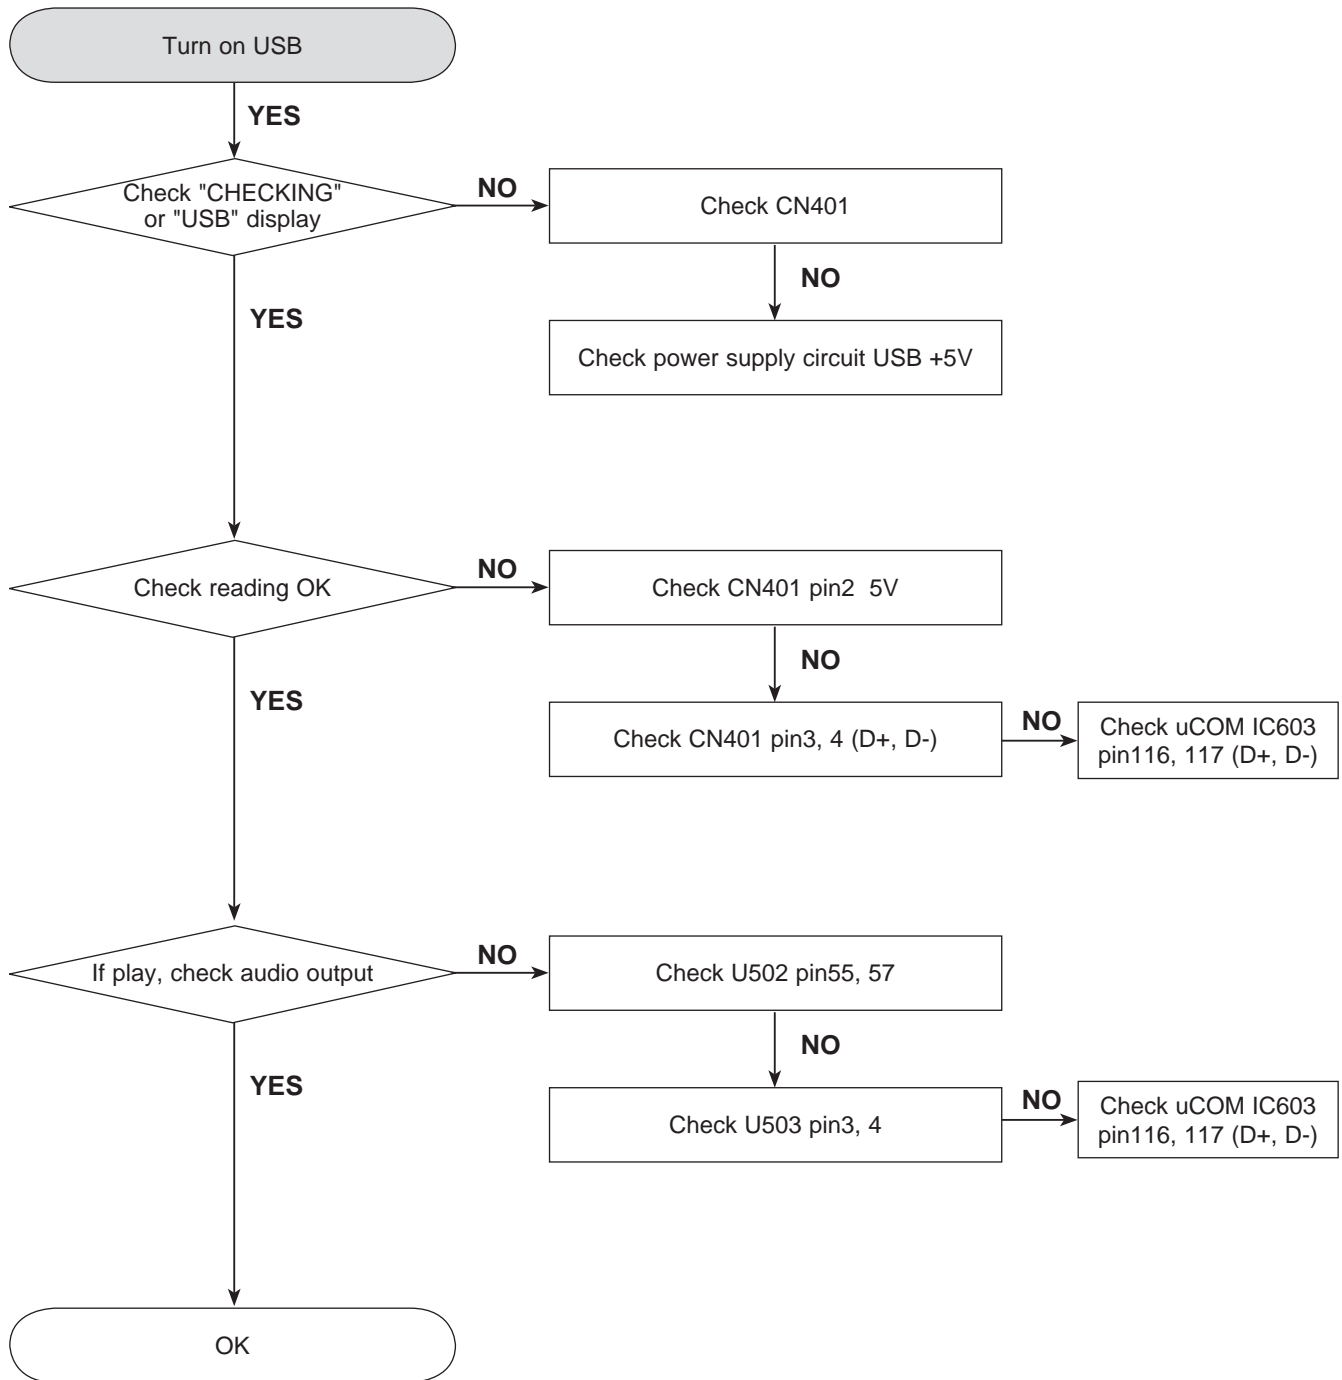 Turn on USB
YES
Check "CHECKING"
or "USB" display
NO
Check CN401
NO
Check power supply circuit USB +5V
YES
Check reading OK
NO
Check CN401 pin2  5V
NO
Check CN401 pin3, 4 (D+, D-)
NO
Check uCOM IC603
pin116, 117 (D+, D-)
YES
If play, check audio output
NO
Check U502 pin55, 57
NO
Check U503 pin3, 4
NO
Check uCOM IC603
pin116, 117 (D+, D-)
YES
OK